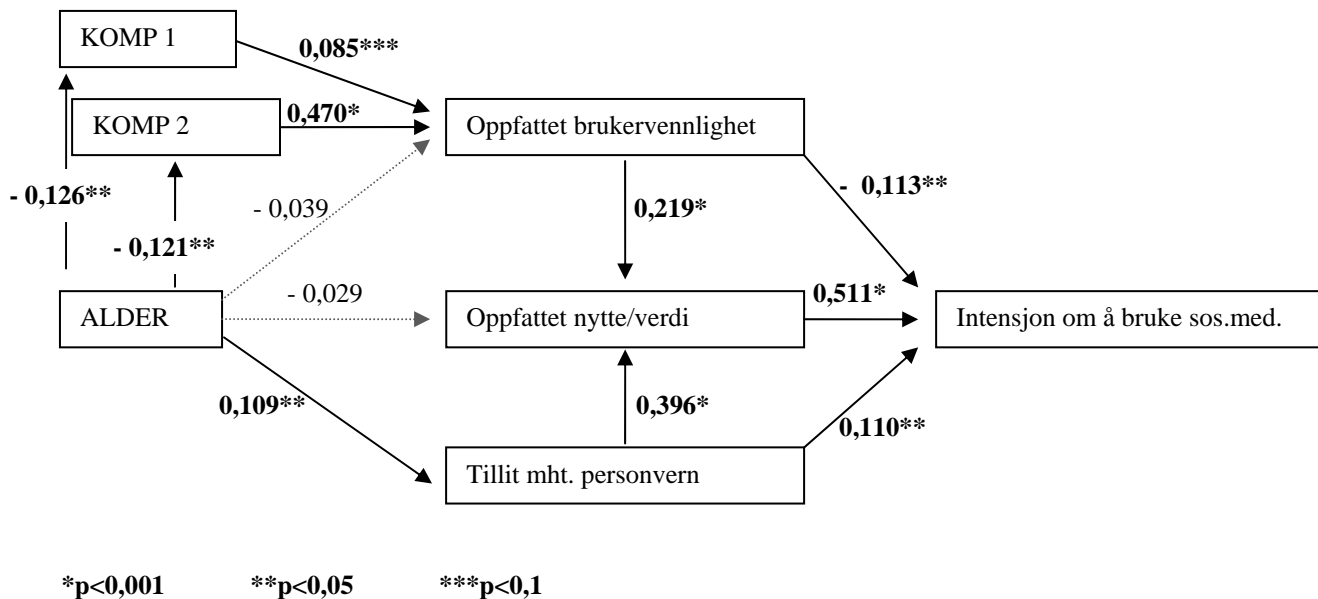 KOMP 1
0,085***
KOMP 2
0,470*
Oppfattet brukervennlighet
- 0,126**
- 0,039
- 0,113**
0,219*
- 0,121**
- 0,029
0,511*
ALDER
Oppfattet nytte/verdi
Intensjon om å bruke sos.med.
0,109**
0,396*
0,110**
Tillit mht. personvern
*p<0,001 **p<0,05 ***p<0,1